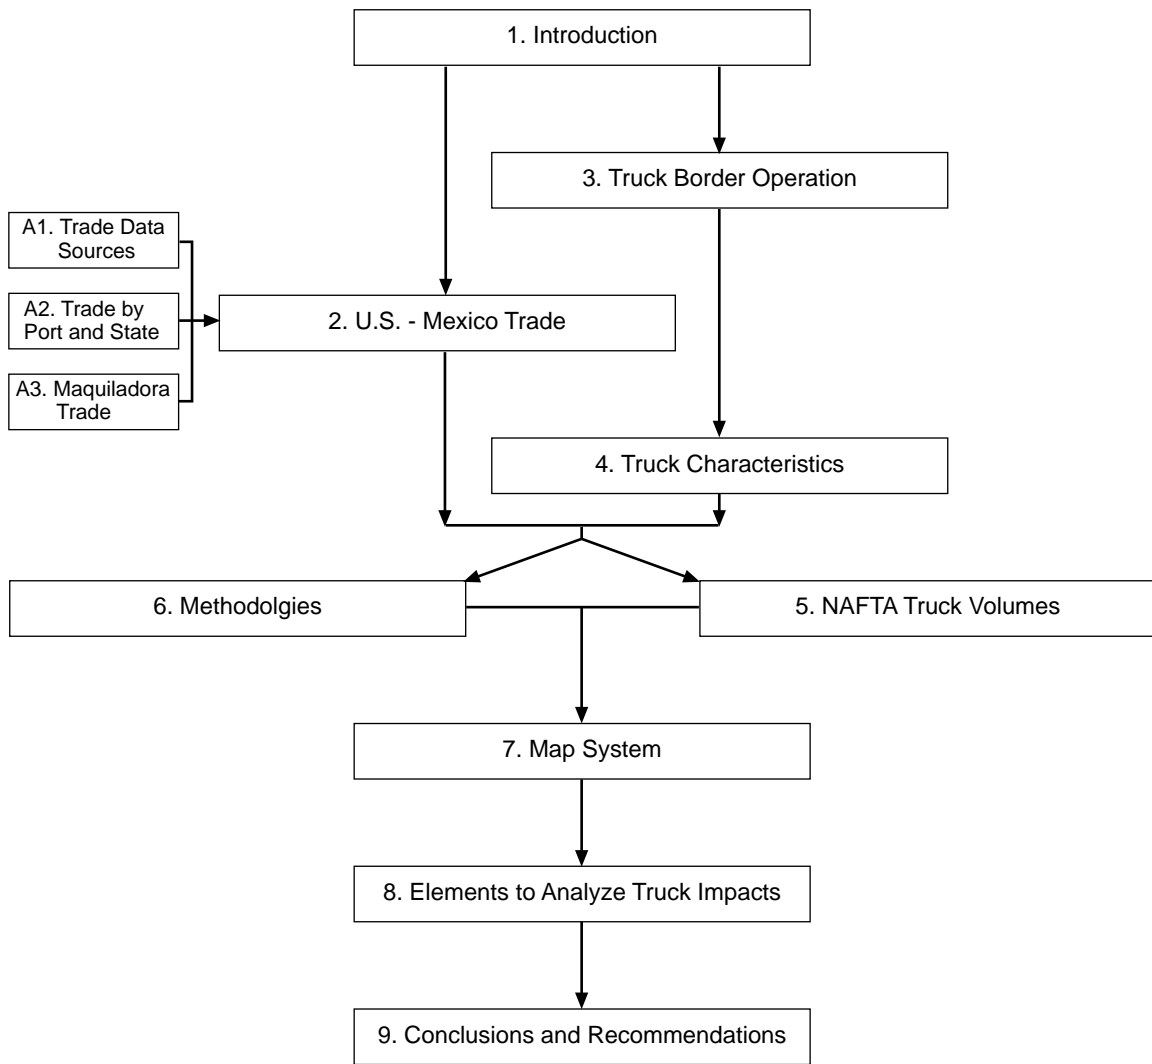 1. Introduction
3. Truck Border Operation
A1. Trade Data
Sources
A2. Trade by
Port and State
2. U.S. - Mexico Trade
A3. Maquiladora
Trade
4. Truck Characteristics
6. Methodolgies
5. NAFTA Truck Volumes
7. Map System
8. Elements to Analyze Truck Impacts
9. Conclusions and Recommendations